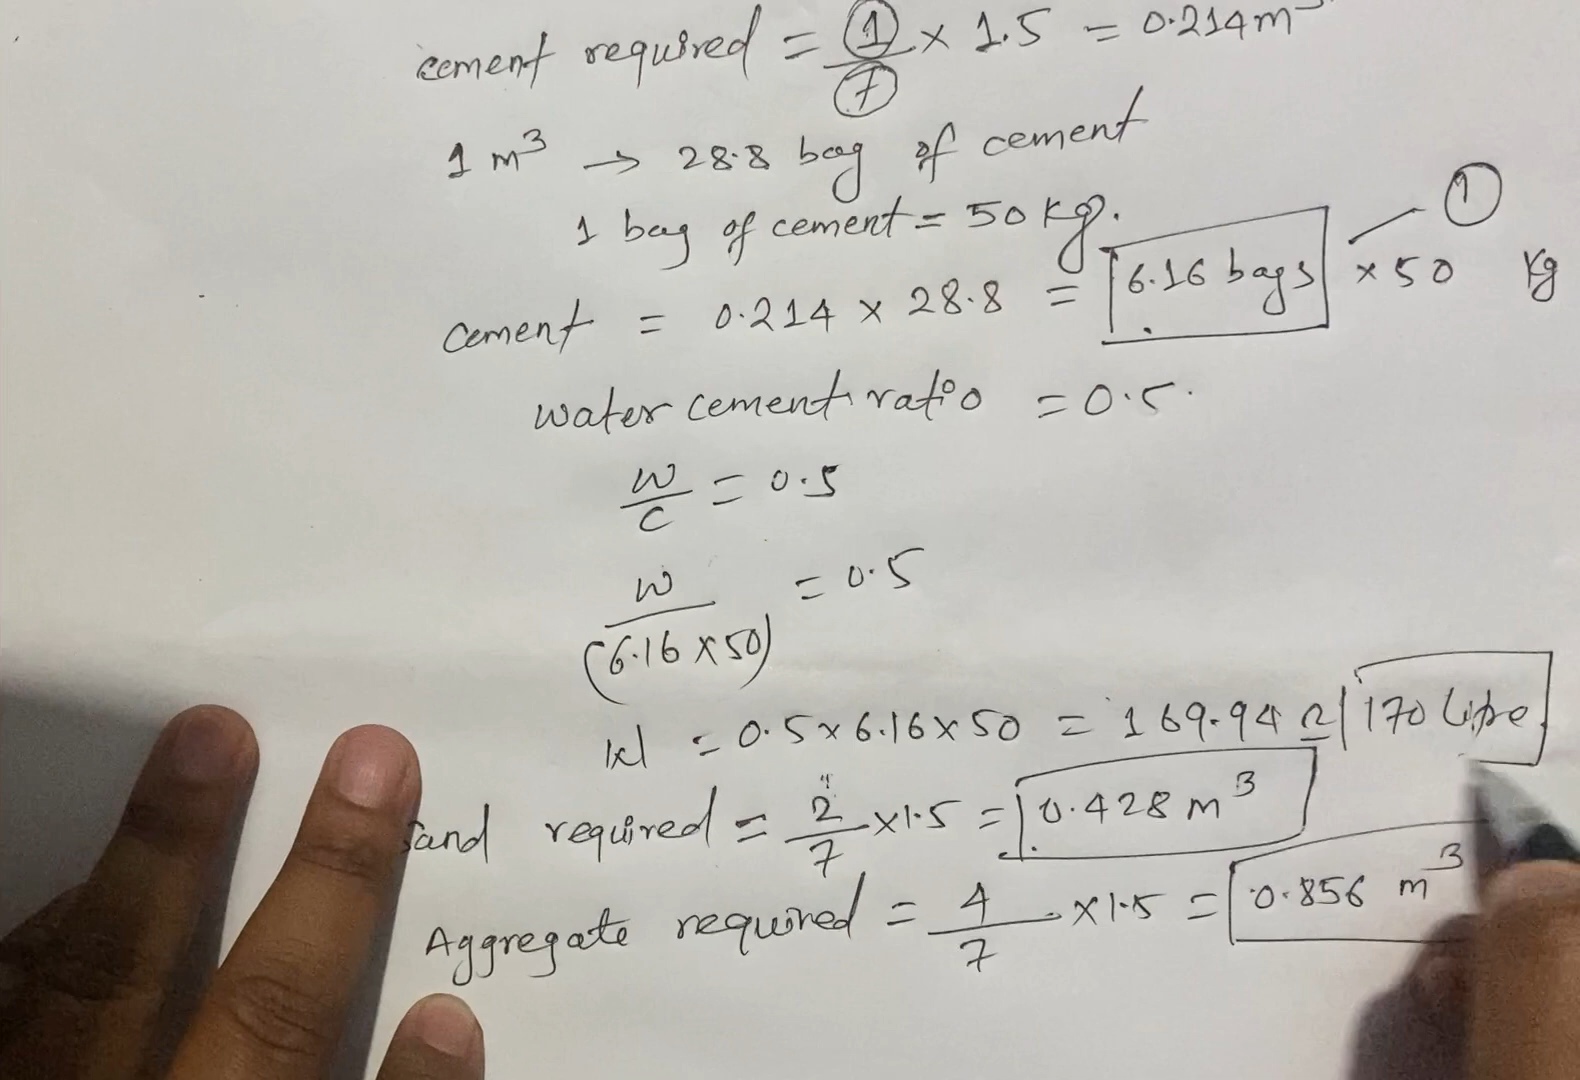 cement required = 1/7 × 1.5 = 0.214 m³
1 m³ → 28.8 bag of cement
1 bag of cement = 50 kg.
1
cement = 0.214 × 28.8 = 6.16 bags × 50 kg
water cement ratio = 0.5.
W/C = 0.5
W/(6.16 × 50) = 0.5
W = 0.5 × 6.16 × 50 = 169.94 ≏ 170 Litre
Sand required = 2/7 × 1.5 = 0.428 m³
Aggregate required = 4/7 × 1.5 = 0.856 m³